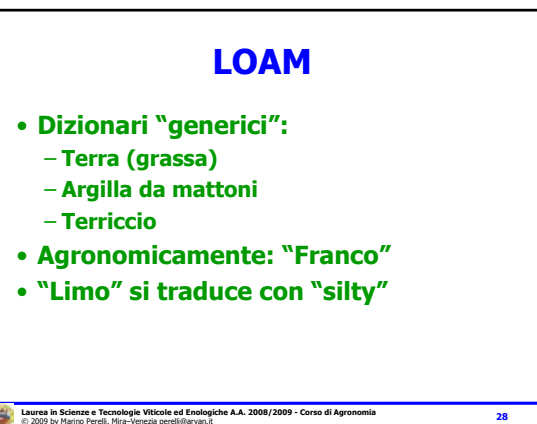 LOAM
• Dizionari “generici”:
– Terra (grassa)
– Argilla da mattoni
– Terriccio
• Agronomicamente: “Franco”
• “Limo” si traduce con “silty”
Laurea in Scienze e Tecnologie Viticole ed Enologiche A.A. 2008/2009 - Corso di Agronomia
© 2009 by Marino Perelli, Mira–Venezia perelli@arvan.it
28